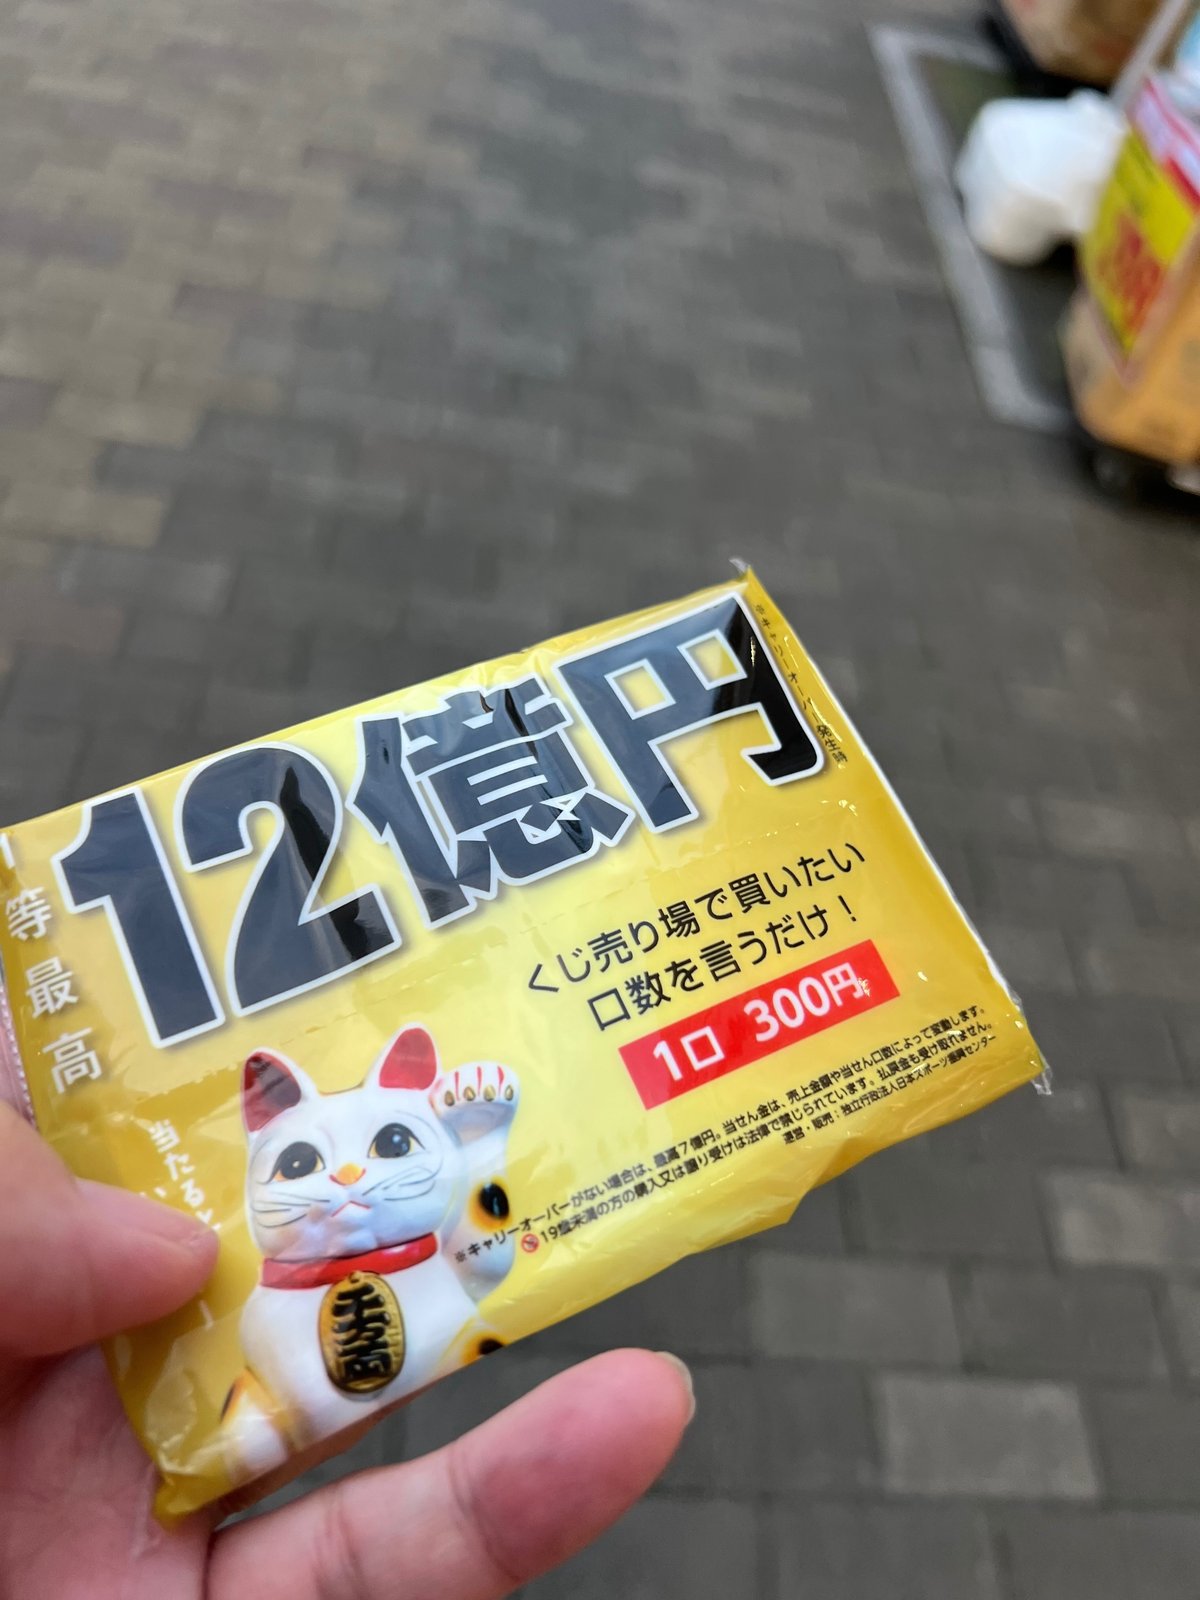 1等最高
12億円
※キャリーオーバー発生時
くじ売り場で買いたい
口数を言うだけ!
1口 300円
当たると
千万両
※キャリーオーバーがない場合は、最高7億円。当せん金は、売上金額や当せん口数によって変動します。
19歳未満の方の購入又は譲り受けは法律で禁じられています。払戻金も受け取れません。
運営・販売:独立行政法人日本スポーツ振興センター